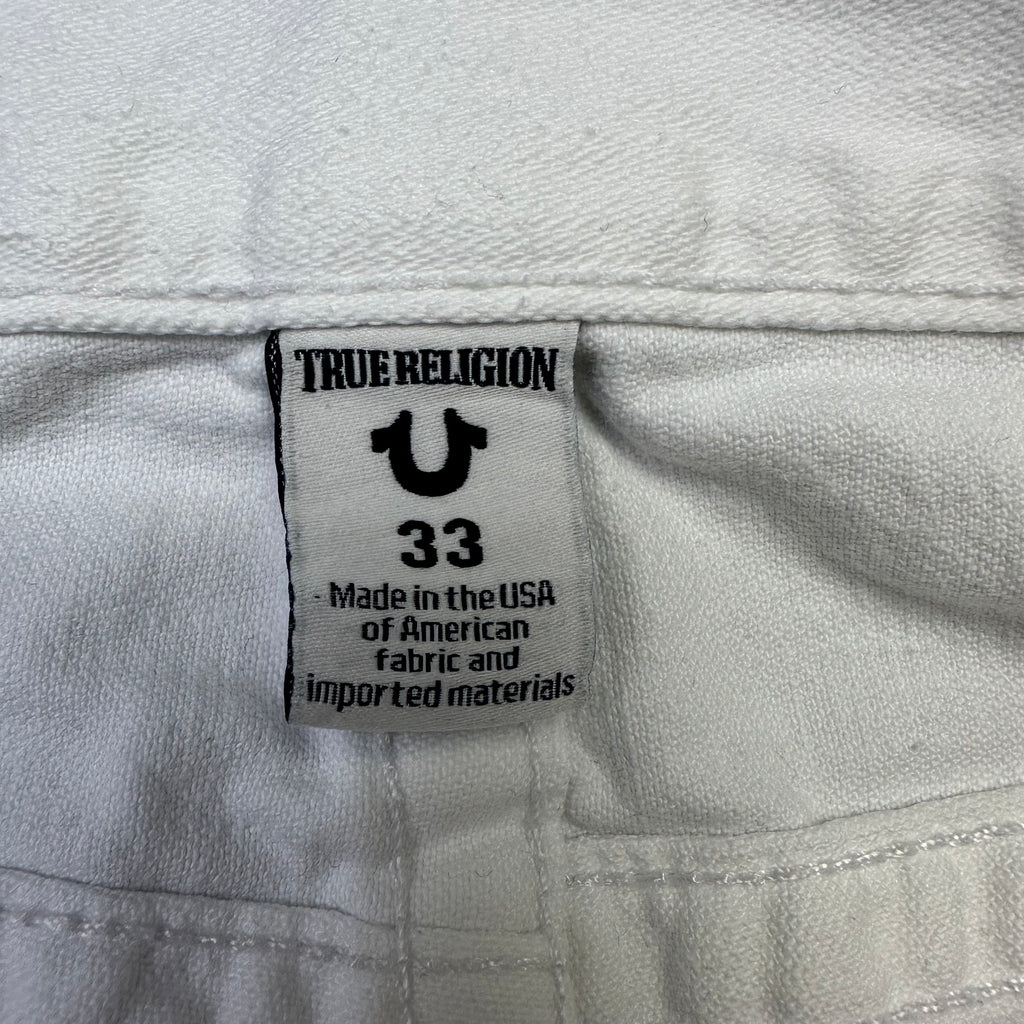 TRUE RELIGION
33
Made in the USA
of American
fabric and
imported materials